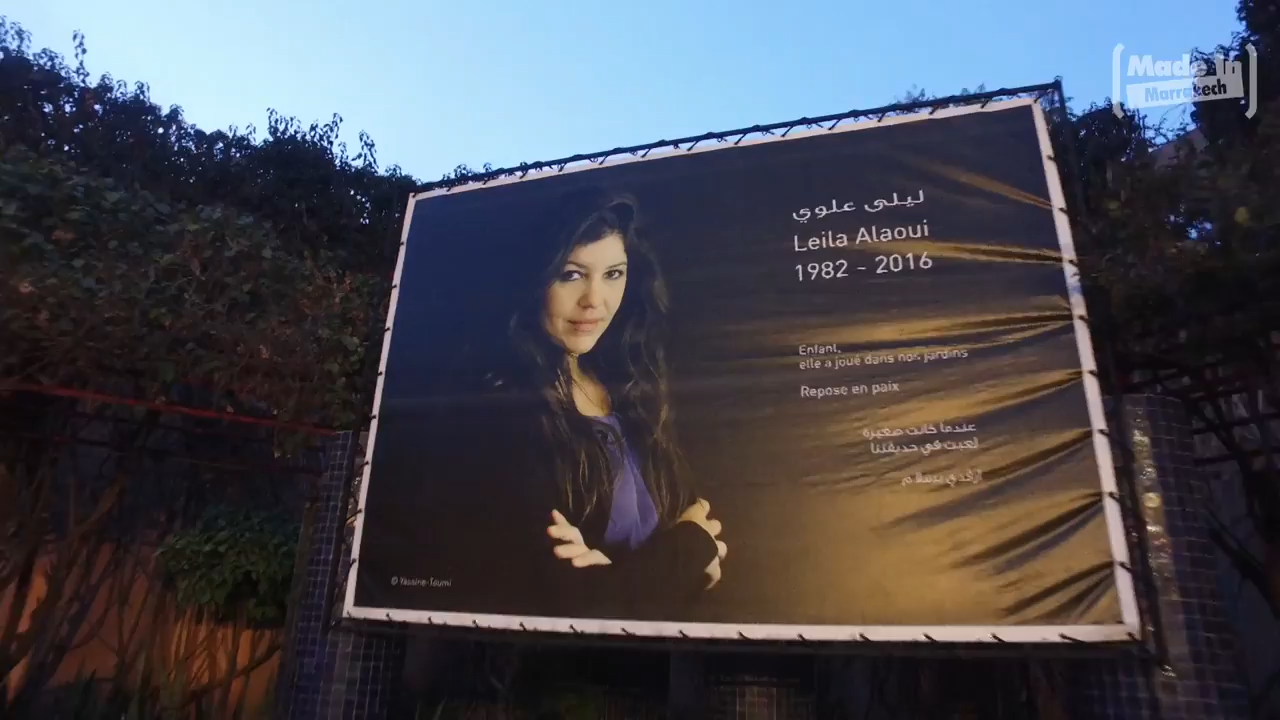 Made In
Marrakech
ليلى علوي
Leila Alaoui
1982 - 2016
Enfant,
elle a joué dans nos jardins
Repose en paix
عندما كانت صغيرة
لعبت في حديقتنا
ارقدي بسلام
© Yassine-Toumi